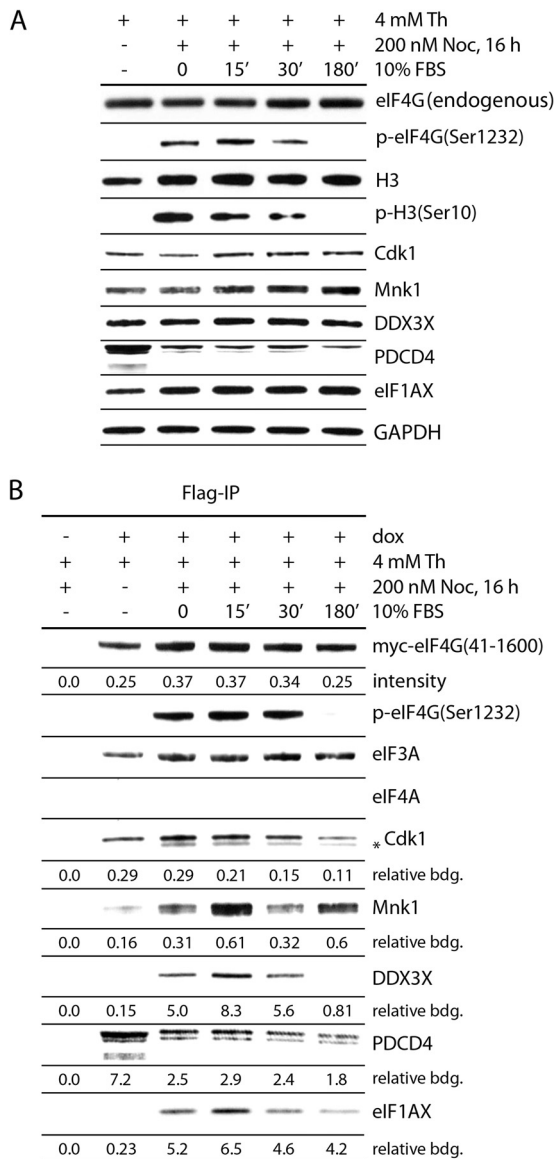 A
+ + + + + 4 mM Th
- + + + + 200 nM Noc, 16 h
- 0 15′ 30′ 180′ 10% FBS
eIF4G(endogenous)
p-eIF4G(Ser1232)
H3
p-H3(Ser10)
Cdk1
Mnk1
DDX3X
PDCD4
eIF1AX
GAPDH
B
Flag-IP
- + + + + + dox
+ + + + + + 4 mM Th
+ - + + + + 200 nM Noc, 16 h
- - 0 15′ 30′ 180′ 10% FBS
myc-eIF4G(41-1600)
0.0 0.25 0.37 0.37 0.34 0.25 intensity
p-eIF4G(Ser1232)
eIF3A
eIF4A
* Cdk1
0.0 0.29 0.29 0.21 0.15 0.11 relative bdg.
Mnk1
0.0 0.16 0.31 0.61 0.32 0.6 relative bdg.
DDX3X
0.0 0.15 5.0 8.3 5.6 0.81 relative bdg.
PDCD4
0.0 7.2 2.5 2.9 2.4 1.8 relative bdg.
eIF1AX
0.0 0.23 5.2 6.5 4.6 4.2 relative bdg.